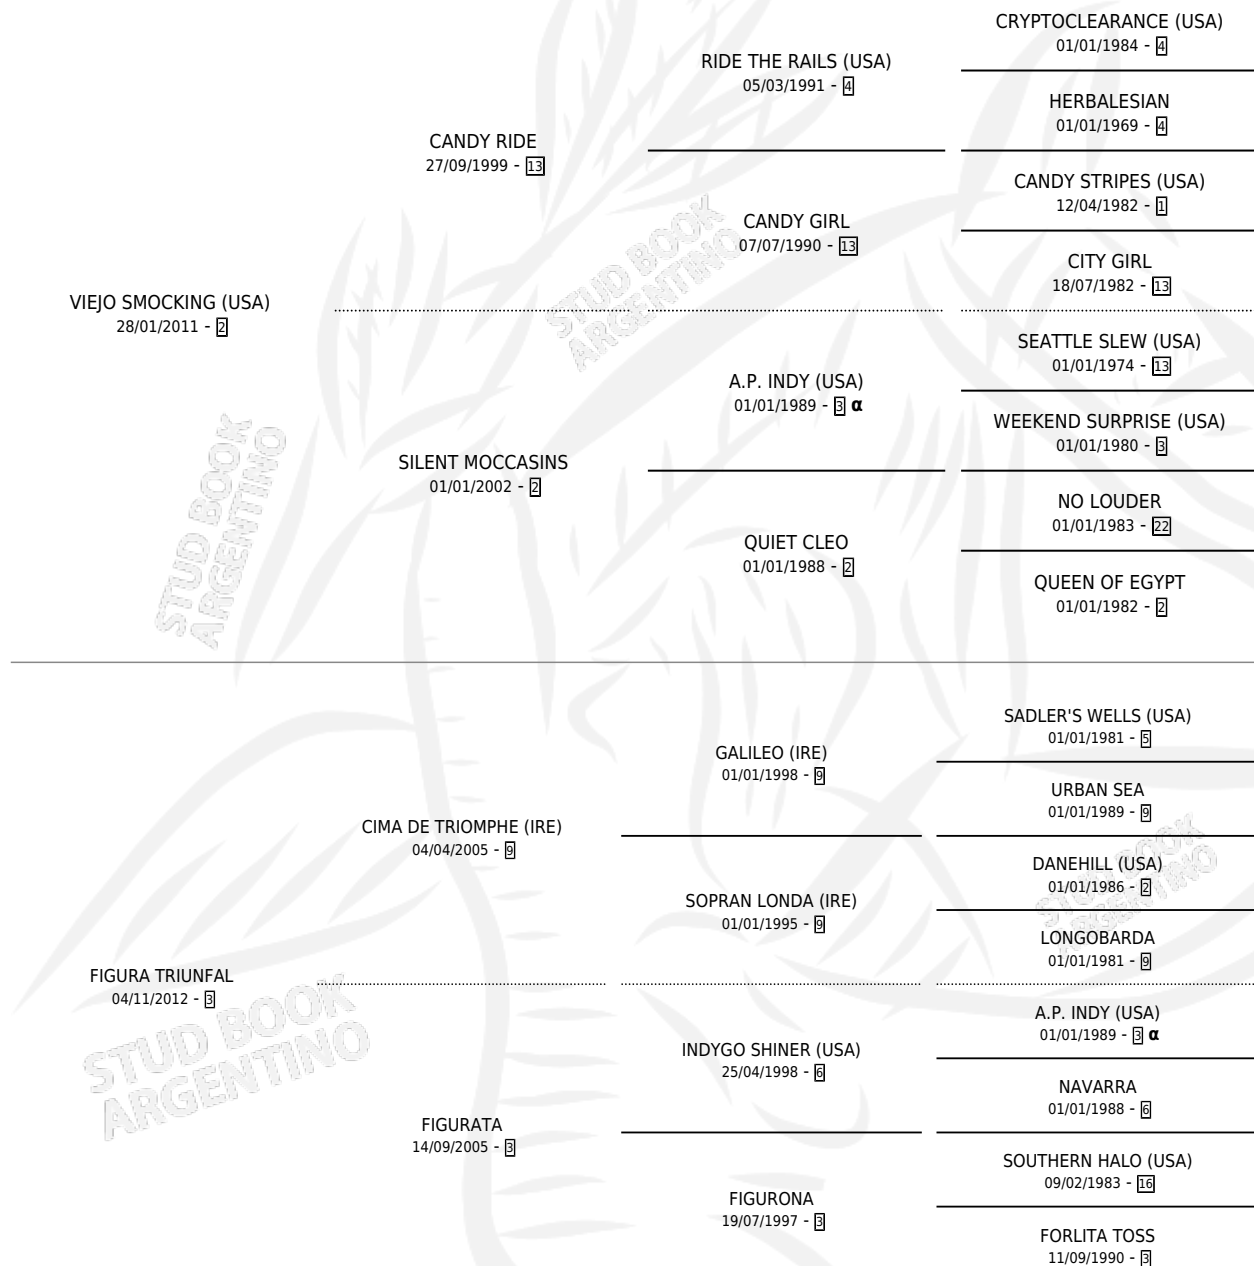 CRYPTOCLEARANCE (USA)
01/01/1984 - 4
RIDE THE RAILS (USA)
05/03/1991 - 4
HERBALESIAN
01/01/1969 - 4
CANDY RIDE
27/09/1999 - 13
CANDY STRIPES (USA)
12/04/1982 - 1
CANDY GIRL
07/07/1990 - 13
CITY GIRL
18/07/1982 - 13
VIEJO SMOCKING (USA)
28/01/2011 - 2
SEATTLE SLEW (USA)
01/01/1974 - 13
A.P. INDY (USA)
01/01/1989 - 3 α
WEEKEND SURPRISE (USA)
01/01/1980 - 3
SILENT MOCCASINS
01/01/2002 - 2
NO LOUDER
01/01/1983 - 22
QUIET CLEO
01/01/1988 - 2
QUEEN OF EGYPT
01/01/1982 - 2
STUD BOOK
ARGENTINO
STUD BOOK
ARGENTINO
SADLER'S WELLS (USA)
01/01/1981 - 5
GALILEO (IRE)
01/01/1998 - 9
URBAN SEA
01/01/1989 - 9
CIMA DE TRIOMPHE (IRE)
04/04/2005 - 9
DANEHILL (USA)
01/01/1986 - 2
SOPRAN LONDA (IRE)
01/01/1995 - 9
LONGOBARDA
01/01/1981 - 9
FIGURA TRIUNFAL
04/11/2012 - 3
A.P. INDY (USA)
01/01/1989 - 3 α
INDYGO SHINER (USA)
25/04/1998 - 6
NAVARRA
01/01/1988 - 6
FIGURATA
14/09/2005 - 3
SOUTHERN HALO (USA)
09/02/1983 - 16
FIGURONA
19/07/1997 - 3
FORLITA TOSS
11/09/1990 - 3
STUD BOOK
ARGENTINO
STUD BOOK
ARGENTINO